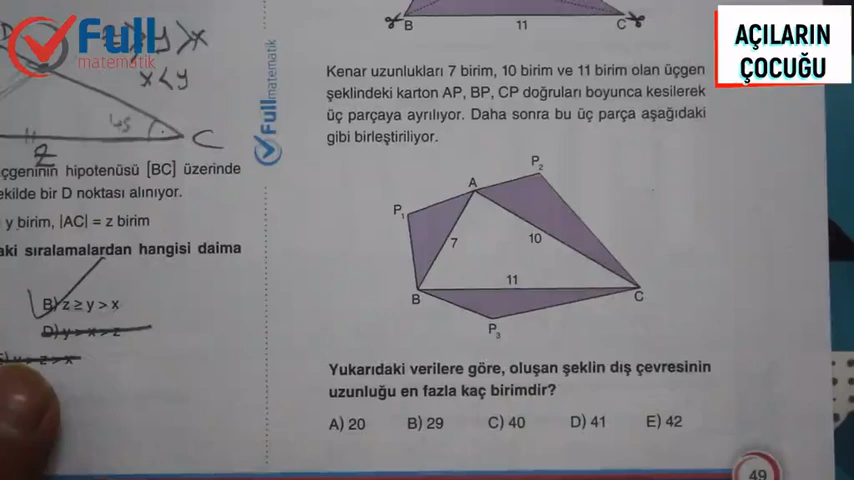 Full
matematik
AÇILARIN
ÇOCUĞU
y > x
x < y
45
C
Z
çgeninin hipotenüsü [BC] üzerinde
ekilde bir D noktası alınıyor.
y birim, |AC| = z birim
aki sıralamalardan hangisi daima
B) z ≥ y > x
D) y > x > z
y > z > x
Full matematik
B
11
C
Kenar uzunlukları 7 birim, 10 birim ve 11 birim olan üçgen
şeklindeki karton AP, BP, CP doğruları boyunca kesilerek
üç parçaya ayrılıyor. Daha sonra bu üç parça aşağıdaki
gibi birleştiriliyor.
P2
A
P1
7
10
11
B
C
P3
Yukarıdaki verilere göre, oluşan şeklin dış çevresinin
uzunluğu en fazla kaç birimdir?
A) 20 B) 29 C) 40 D) 41 E) 42
49